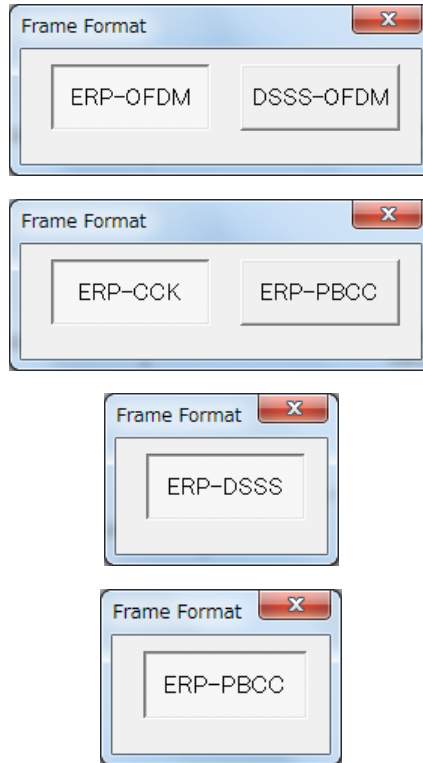 Frame Format
ERP-OFDM DSSS-OFDM
Frame Format
ERP-CCK ERP-PBCC
Frame Format
ERP-DSSS
Frame Format
ERP-PBCC